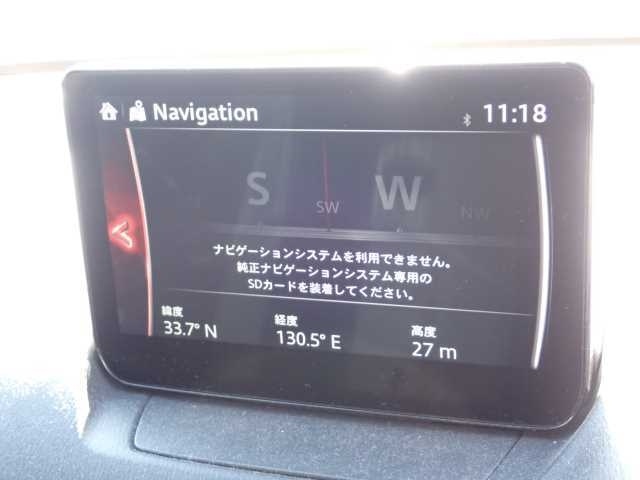 Navigation 11:18
S SW W NW
ナビゲーションシステムを利用できません。
純正ナビゲーションシステム専用の
SDカードを装着してください。
緯度 経度 高度
33.7° N 130.5° E 27 m